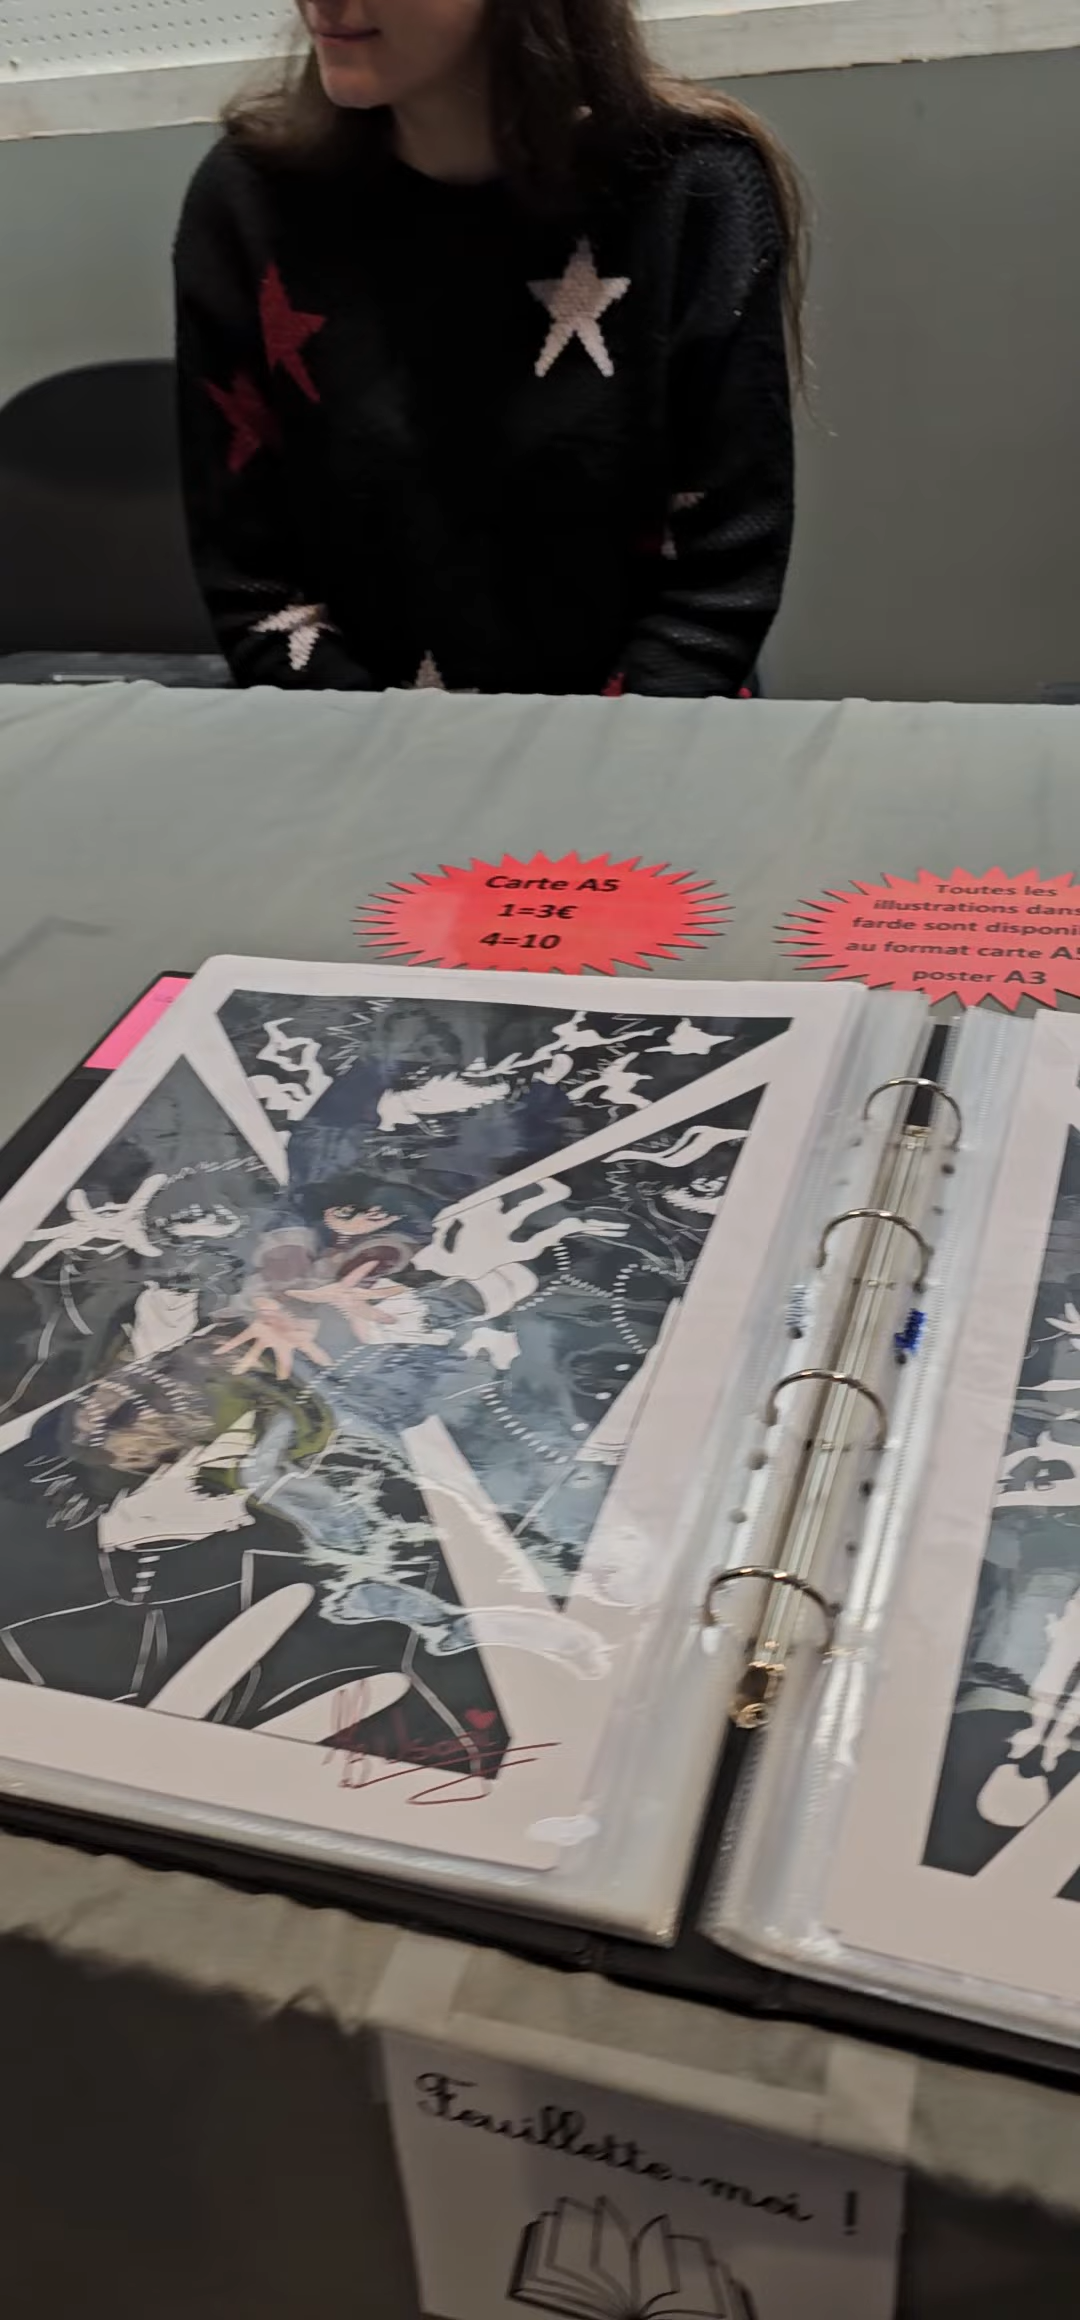 Carte A5
1=3€
4=10
Toutes les
illustrations dans
farde sont disponi
au format carte A5
poster A3
Feuillette-moi !